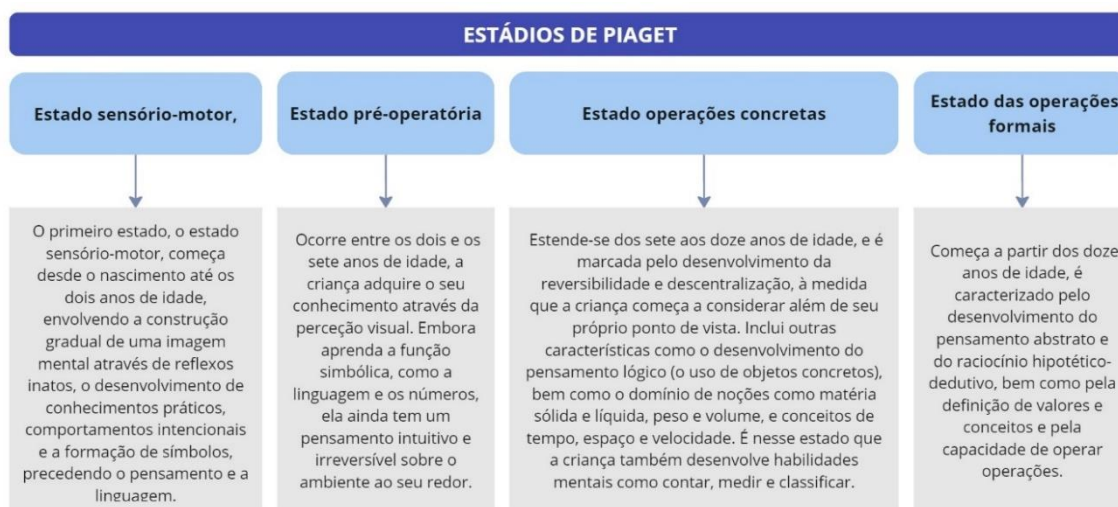 ESTÁDIOS DE PIAGET
Estado sensório-motor,
O primeiro estado, o estado
sensório-motor, começa
desde o nascimento até os
dois anos de idade,
envolvendo a construção
gradual de uma imagem
mental através de reflexos
inatos, o desenvolvimento de
conhecimentos práticos,
comportamentos intencionais
e a formação de símbolos,
precedendo o pensamento e a
linguagem.
Estado pré-operatória
Ocorre entre os dois e os
sete anos de idade, a
criança adquire o seu
conhecimento através da
perceção visual. Embora
aprenda a função
simbólica, como a
linguagem e os números,
ela ainda tem um
pensamento intuitivo e
irreversível sobre o
ambiente ao seu redor.
Estado operações concretas
Estende-se dos sete aos doze anos de idade, e é
marcada pelo desenvolvimento da
reversibilidade e descentralização, à medida
que a criança começa a considerar além de seu
próprio ponto de vista. Inclui outras
características como o desenvolvimento do
pensamento lógico (o uso de objetos concretos),
bem como o domínio de noções como matéria
sólida e líquida, peso e volume, e conceitos de
tempo, espaço e velocidade. É nesse estado que
a criança também desenvolve habilidades
mentais como contar, medir e classificar.
Estado das operações
formais
Começa a partir dos doze
anos de idade, é
caracterizado pelo
desenvolvimento do
pensamento abstrato e
do raciocínio hipotético-
dedutivo, bem como pela
definição de valores e
conceitos e pela
capacidade de operar
operações.